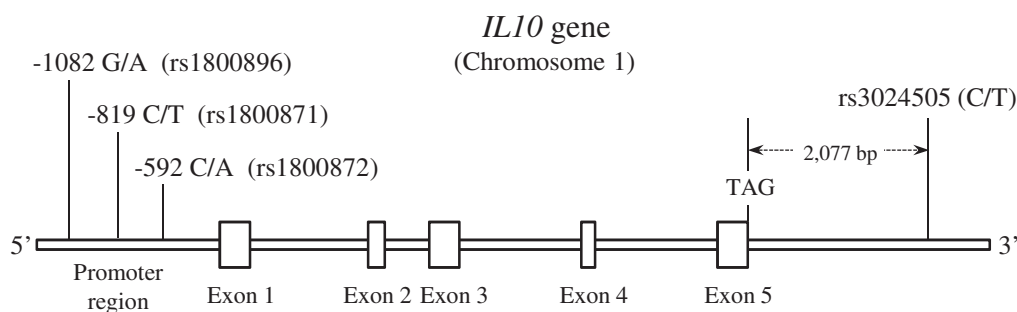 IL10 gene
(Chromosome 1)
-1082 G/A (rs1800896)
-819 C/T (rs1800871)
-592 C/A (rs1800872)
rs3024505 (C/T)
2,077 bp
TAG
5’
3’
Promoter
region
Exon 1
Exon 2
Exon 3
Exon 4
Exon 5